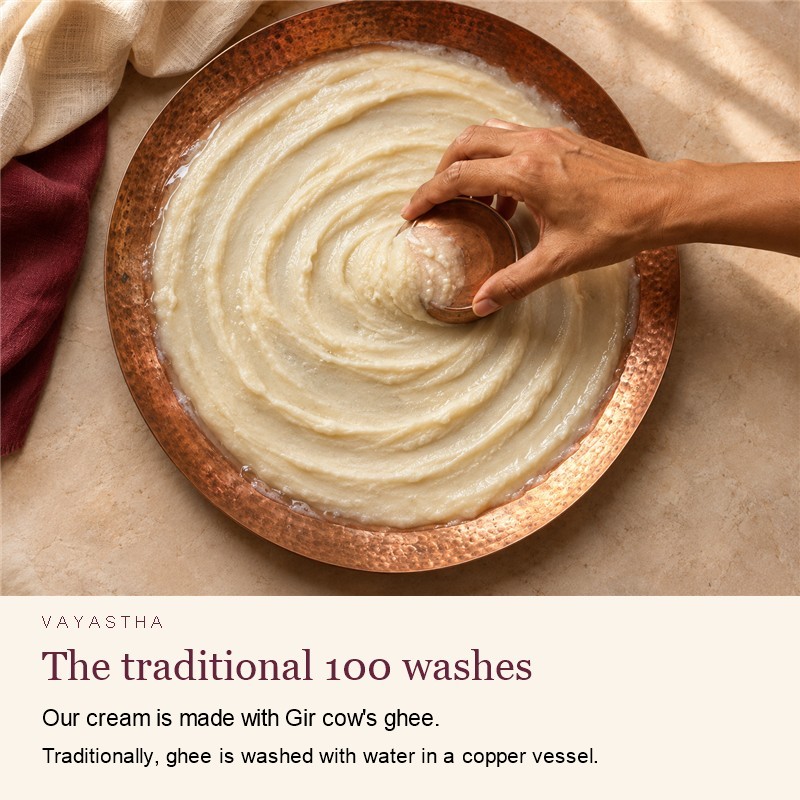 VAYASTHA
The traditional 100 washes
Our cream is made with Gir cow's ghee.
Traditionally, ghee is washed with water in a copper vessel.